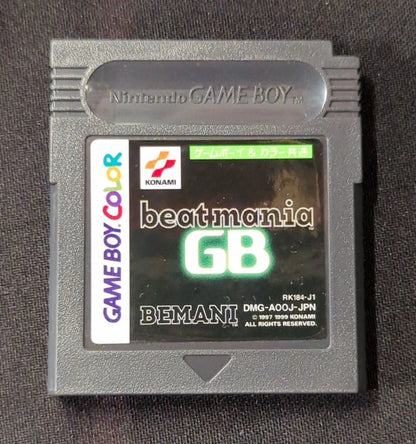 Nintendo GAME BOY™
GAME BOY COLOR
KONAMI
ゲームボーイ & カラー共通
beatmania
GB
BEMANI™
RK184-J1
DMG-A00J-JPN
© 1997 1999 KONAMI
ALL RIGHTS RESERVED.